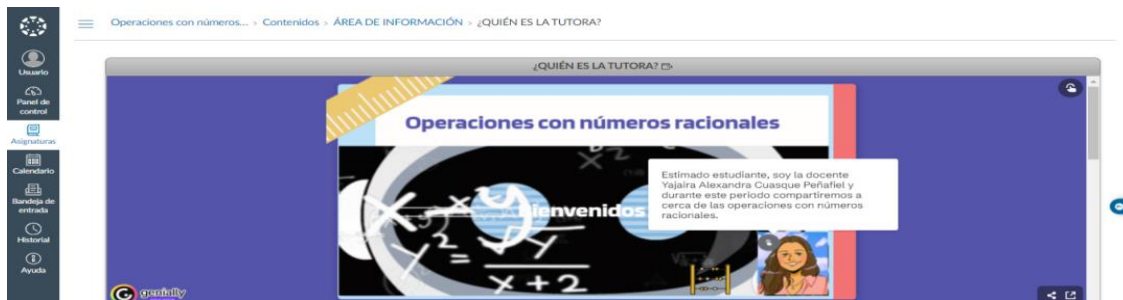 Operaciones con números... > Contenidos > ÁREA DE INFORMACIÓN > ¿QUIÉN ES LA TUTORA?
Usuario
Panel de
control
Asignaturas
Calendario
Bandeja de
entrada
Historial
Ayuda
¿QUIÉN ES LA TUTORA?
Operaciones con números racionales
Bienvenidos
Estimado estudiante, soy la docente
Yajaira Alexandra Cuasque Peñafiel y
durante este periodo compartiremos a
cerca de las operaciones con números
racionales.
x + 2
genially